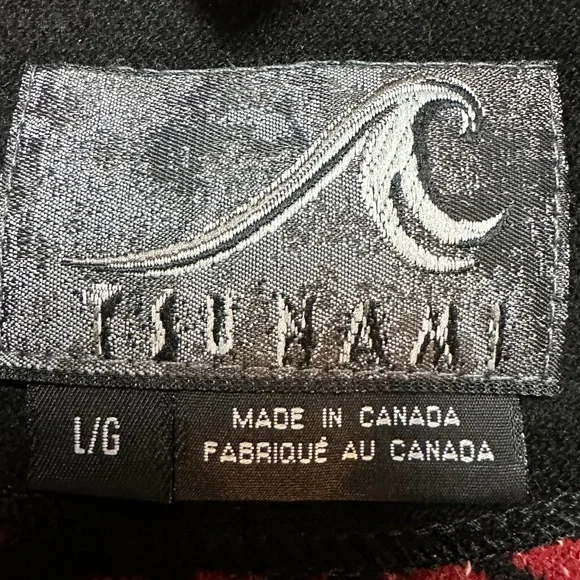 TSUNAMI
L/G
MADE IN CANADA
FABRIQUÉ AU CANADA